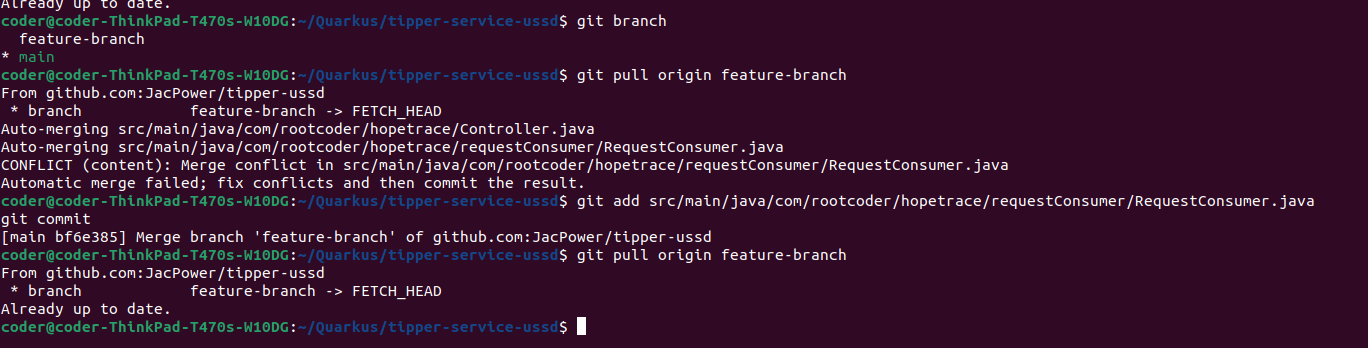 Already up to date.
coder@coder-ThinkPad-T470s-W10DG:~/Quarkus/tipper-service-ussd$ git branch
  feature-branch
* main
coder@coder-ThinkPad-T470s-W10DG:~/Quarkus/tipper-service-ussd$ git pull origin feature-branch
From github.com:JacPower/tipper-ussd
 * branch            feature-branch -> FETCH_HEAD
Auto-merging src/main/java/com/rootcoder/hopetrace/Controller.java
Auto-merging src/main/java/com/rootcoder/hopetrace/requestConsumer/RequestConsumer.java
CONFLICT (content): Merge conflict in src/main/java/com/rootcoder/hopetrace/requestConsumer/RequestConsumer.java
Automatic merge failed; fix conflicts and then commit the result.
coder@coder-ThinkPad-T470s-W10DG:~/Quarkus/tipper-service-ussd$ git add src/main/java/com/rootcoder/hopetrace/requestConsumer/RequestConsumer.java
git commit
[main bf6e385] Merge branch 'feature-branch' of github.com:JacPower/tipper-ussd
coder@coder-ThinkPad-T470s-W10DG:~/Quarkus/tipper-service-ussd$ git pull origin feature-branch
From github.com:JacPower/tipper-ussd
 * branch            feature-branch -> FETCH_HEAD
Already up to date.
coder@coder-ThinkPad-T470s-W10DG:~/Quarkus/tipper-service-ussd$